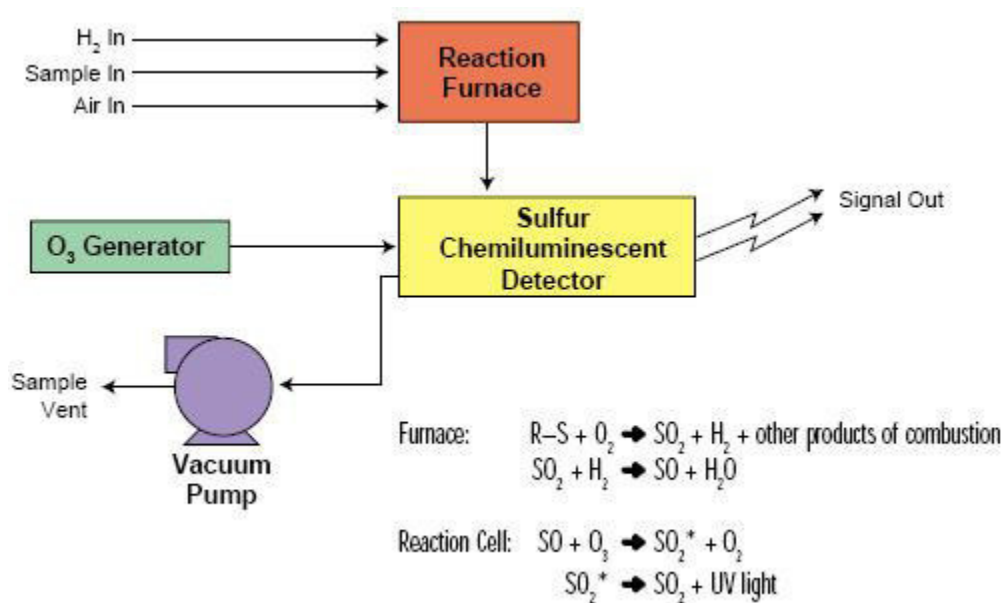 H₂ In
Sample In
Air In
Reaction
Furnace
Signal Out
O₃ Generator
Sulfur
Chemiluminescent
Detector
Sample
Vent
Vacuum
Pump
Furnace: R–S + O₂ → SO₂ + H₂ + other products of combustion
SO₂ + H₂ → SO + H₂O
Reaction Cell: SO + O₃ → SO₂* + O₂
SO₂* → SO₂ + UV light